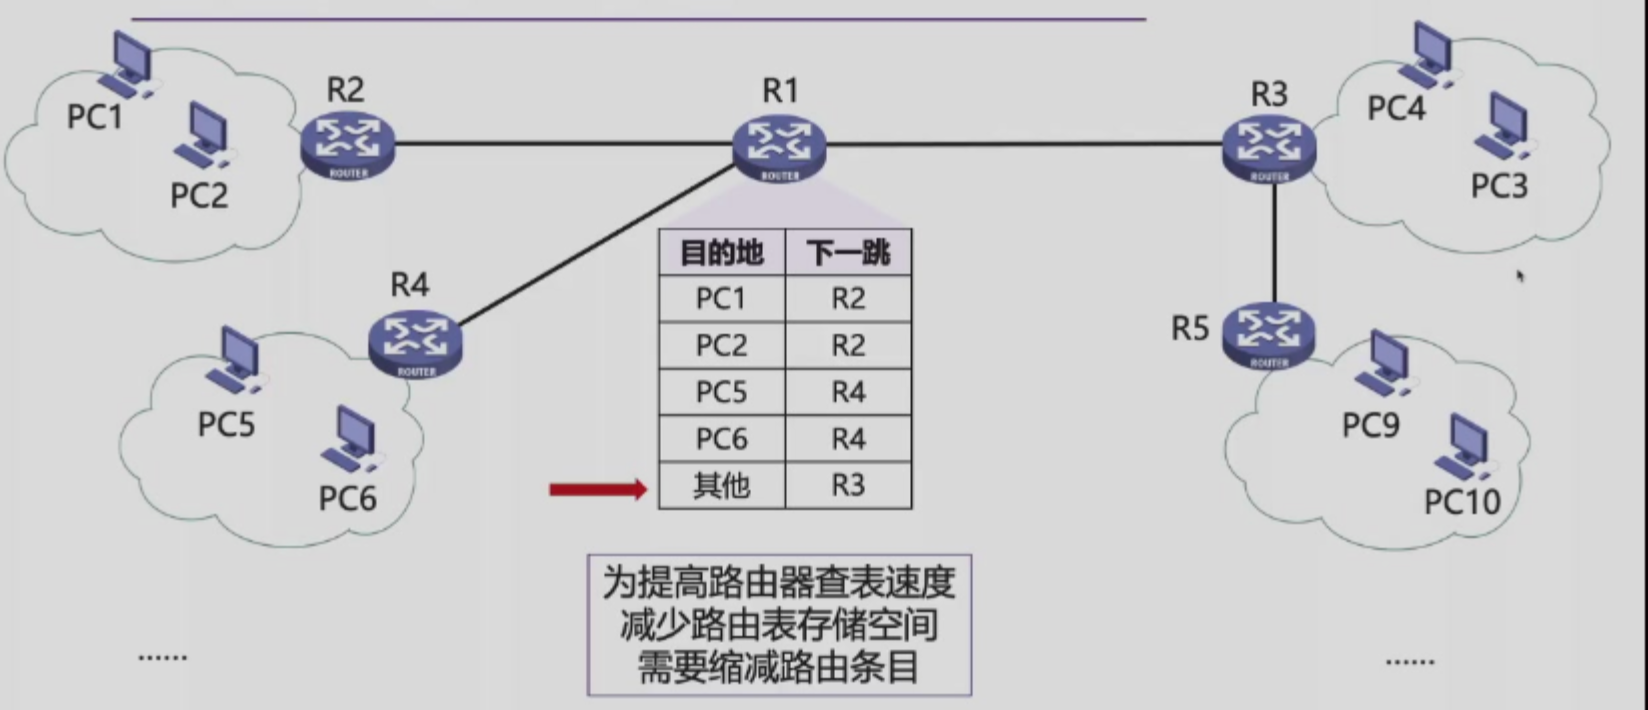 R1
R2
R3
PC1
PC2
PC4
PC3
ROUTER
ROUTER
ROUTER
目的地 下一跳
PC1 R2
PC2 R2
PC5 R4
PC6 R4
其他 R3
R4
ROUTER
PC5
PC6
R5
ROUTER
PC9
PC10
为提高路由器查表速度
减少路由表存储空间
需要缩减路由条目
......
......